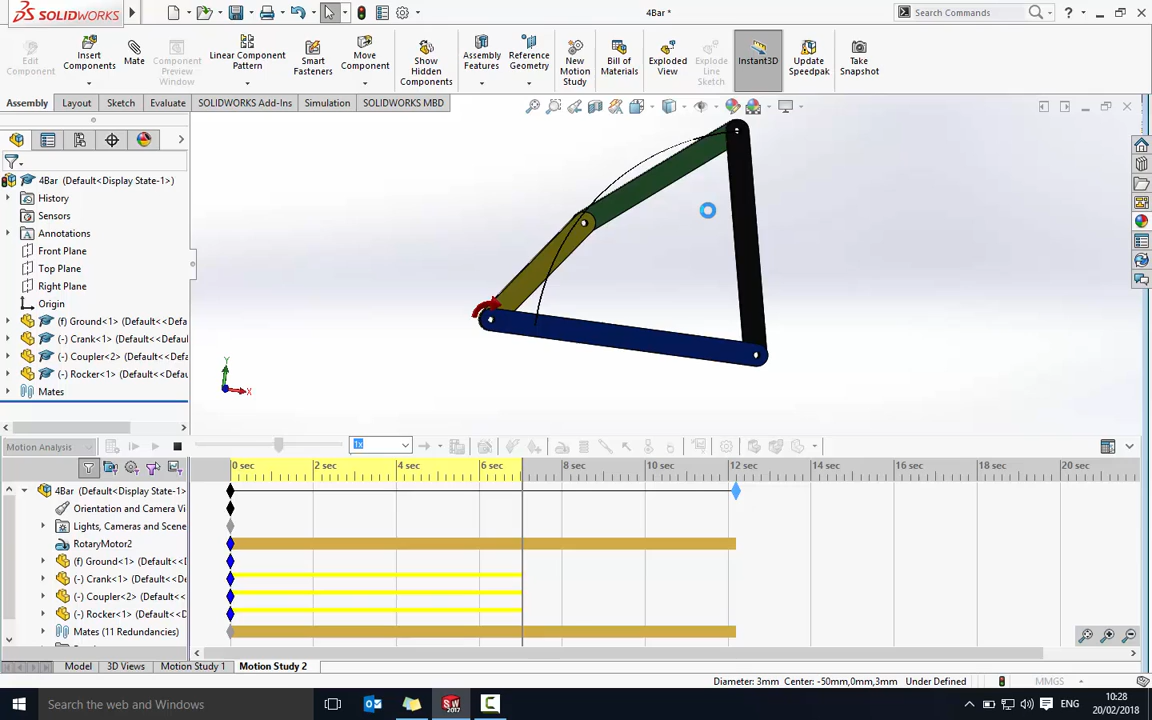 SOLIDWORKS
4Bar *
Search Commands
Edit Component
Insert Components
Mate
Component Preview Window
Linear Component Pattern
Smart Fasteners
Move Component
Show Hidden Components
Assembly Features
Reference Geometry
New Motion Study
Bill of Materials
Exploded View
Explode Line Sketch
Instant3D
Update Speedpak
Take Snapshot
Assembly
Layout
Sketch
Evaluate
SOLIDWORKS Add-Ins
Simulation
SOLIDWORKS MBD
4Bar (Default<Display State-1>)
History
Sensors
Annotations
Front Plane
Top Plane
Right Plane
Origin
(f) Ground<1> (Default<<Defa
(-) Crank<1> (Default<<Defau
(-) Coupler<2> (Default<<Defa
(-) Rocker<1> (Default<<Defa
Mates
Y
X
Motion Analysis
1x
0 sec
2 sec
4 sec
6 sec
8 sec
10 sec
12 sec
14 sec
16 sec
18 sec
20 sec
4Bar (Default<Display State-1>
Orientation and Camera Vi
Lights, Cameras and Scene
RotaryMotor2
(f) Ground<1> (Default<<D
(-) Crank<1> (Default<<De
(-) Coupler<2> (Default<<
(-) Rocker<1> (Default<<D
Mates (11 Redundancies)
Model
3D Views
Motion Study 1
Motion Study 2
Diameter: 3mm Center: -50mm,0mm,3mm Under Defined
MMGS
Search the web and Windows
SW
2017
ENG
10:28
20/02/2018